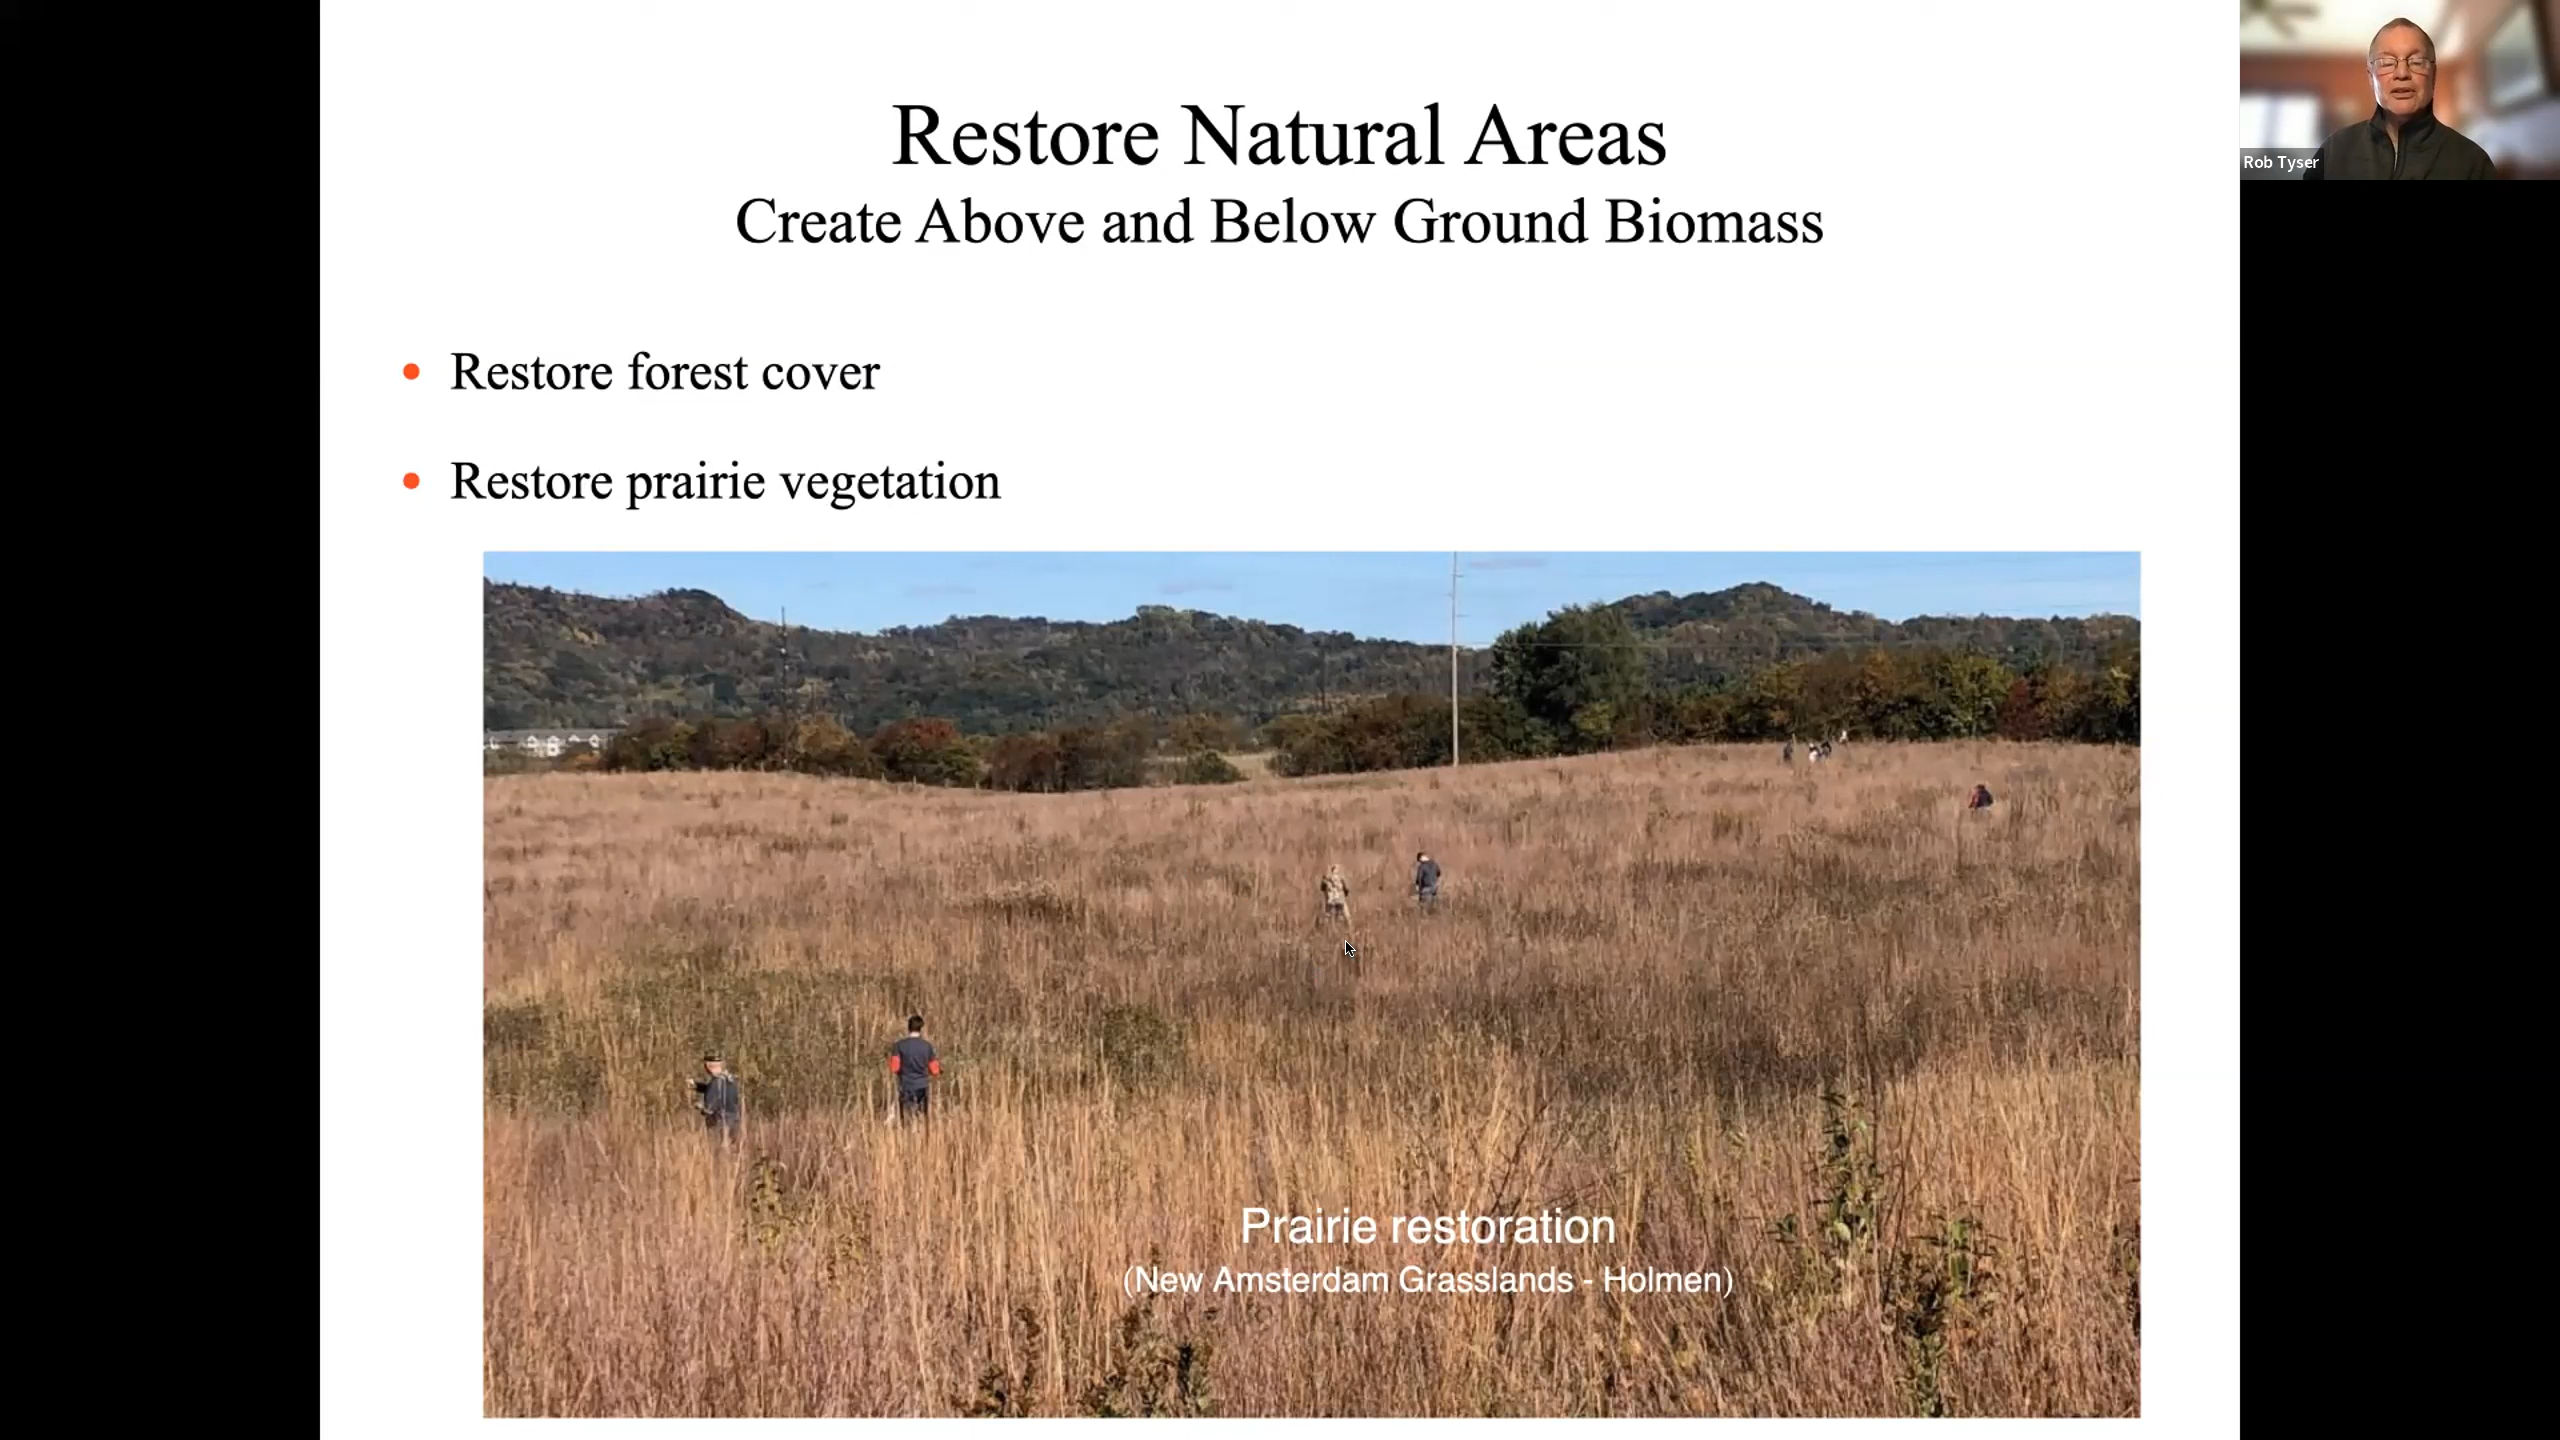 Restore Natural Areas
Create Above and Below Ground Biomass
Rob Tyser
• Restore forest cover
• Restore prairie vegetation
Prairie restoration
(New Amsterdam Grasslands - Holmen)